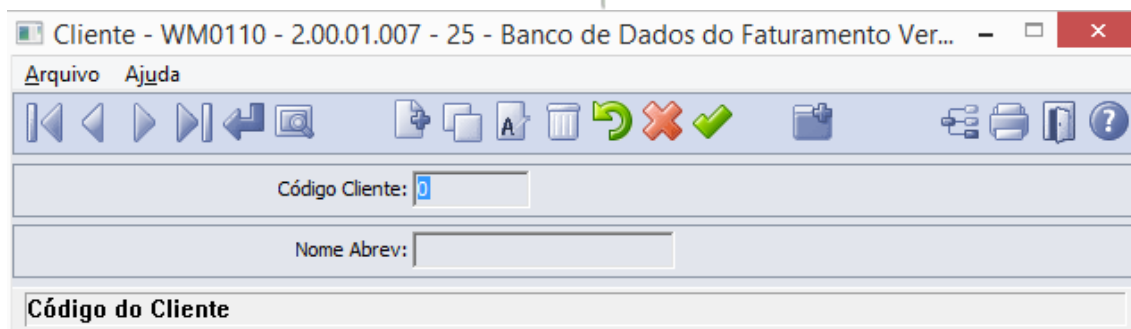 Cliente - WM0110 - 2.00.01.007 - 25 - Banco de Dados do Faturamento Ver...
Arquivo Ajuda
A
?
Código Cliente: 0
Nome Abrev:
Código do Cliente